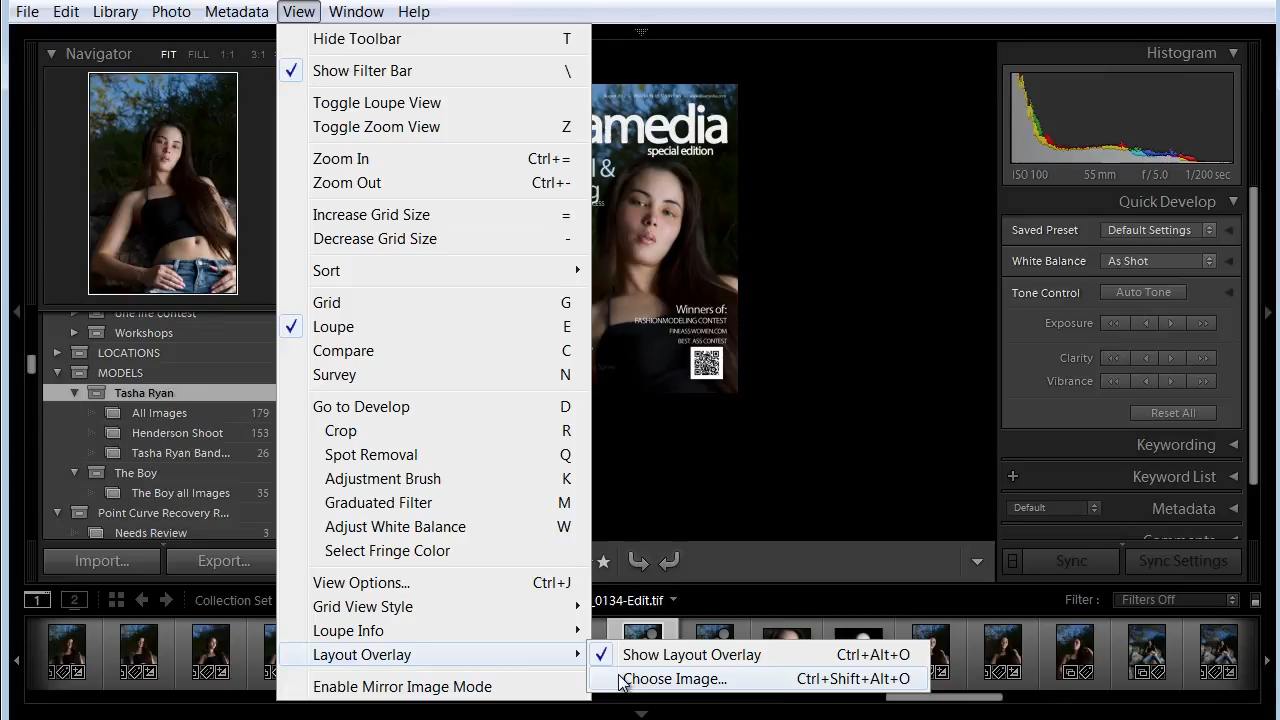 File Edit Library Photo Metadata View Window Help
Navigator FIT FILL 1:1 3:1
Workshops
LOCATIONS
MODELS
Tasha Ryan
All Images 179
Henderson Shoot 153
Tasha Ryan Band... 26
The Boy
The Boy all Images 35
Point Curve Recovery R...
Needs Review 3
Import... Export...
Hide Toolbar T
Show Filter Bar \
Toggle Loupe View
Toggle Zoom View Z
Zoom In Ctrl+=
Zoom Out Ctrl+-
Increase Grid Size =
Decrease Grid Size -
Sort
Grid G
Loupe E
Compare C
Survey N
Go to Develop D
Crop R
Spot Removal Q
Adjustment Brush K
Graduated Filter M
Adjust White Balance W
Select Fringe Color
View Options... Ctrl+J
Grid View Style
Loupe Info
Layout Overlay
Enable Mirror Image Mode
Show Layout Overlay Ctrl+Alt+O
Choose Image... Ctrl+Shift+Alt+O
amedia
special edition
&
g
Winners of:
FASHIONMODELING CONTEST
FINEASSWOMEN.COM
BEST ASS CONTEST
Histogram
ISO 100 55 mm f / 5.0 1/200 sec
Quick Develop
Saved Preset Default Settings
White Balance As Shot
Tone Control Auto Tone
Exposure
Clarity
Vibrance
Reset All
Keywording
Keyword List
Default Metadata
Comments
Sync Sync Settings
1 2 Collection Set _0134-Edit.tif Filter : Filters Off